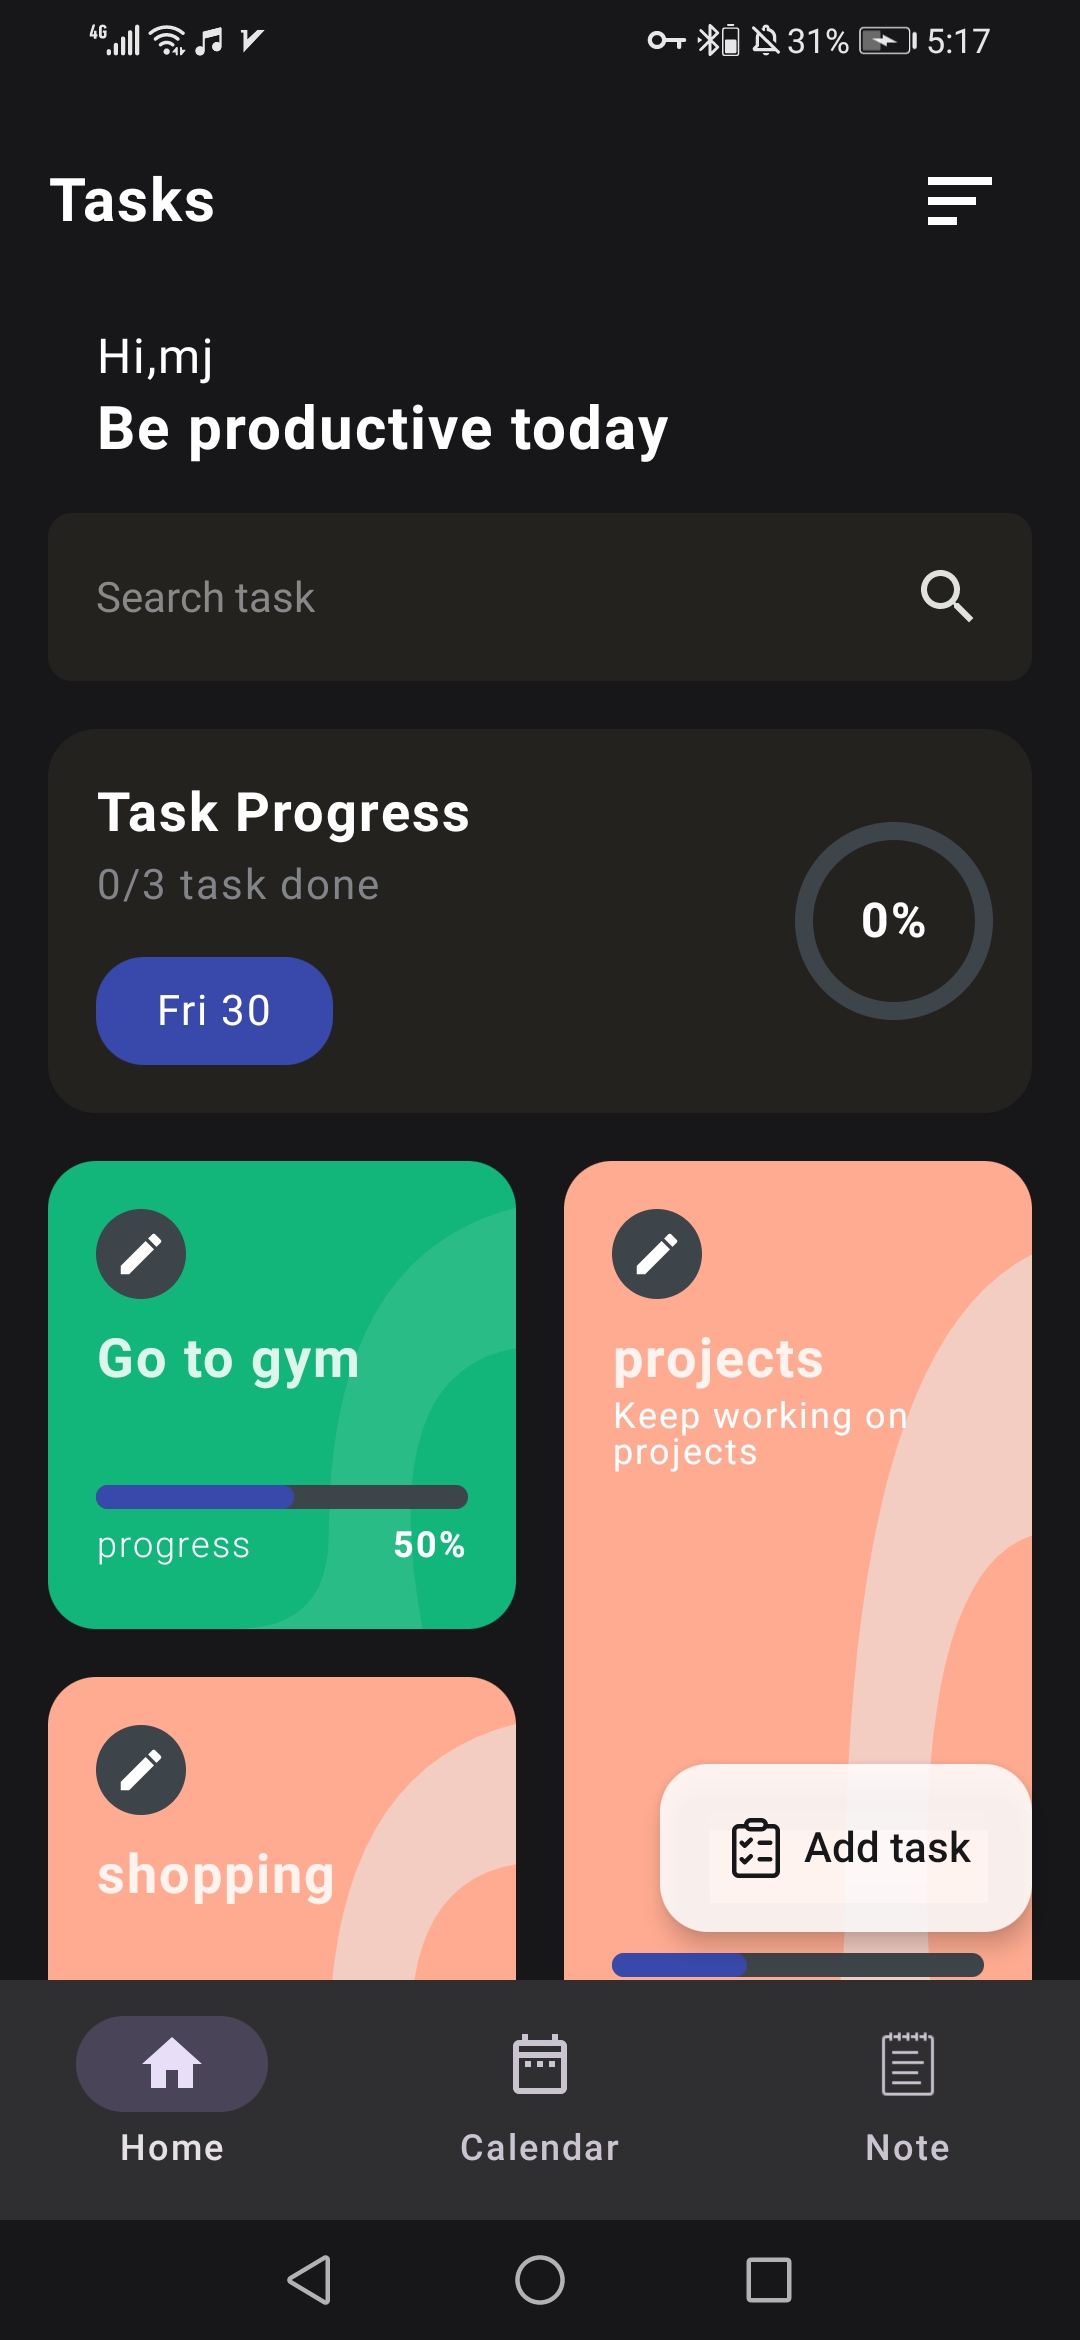 4G 31% 5:17
Tasks
Hi,mj
Be productive today
Search task
Task Progress
0/3 task done
0%
Fri 30
Go to gym
progress 50%
projects
Keep working on
projects
shopping
Add task
Home Calendar Note